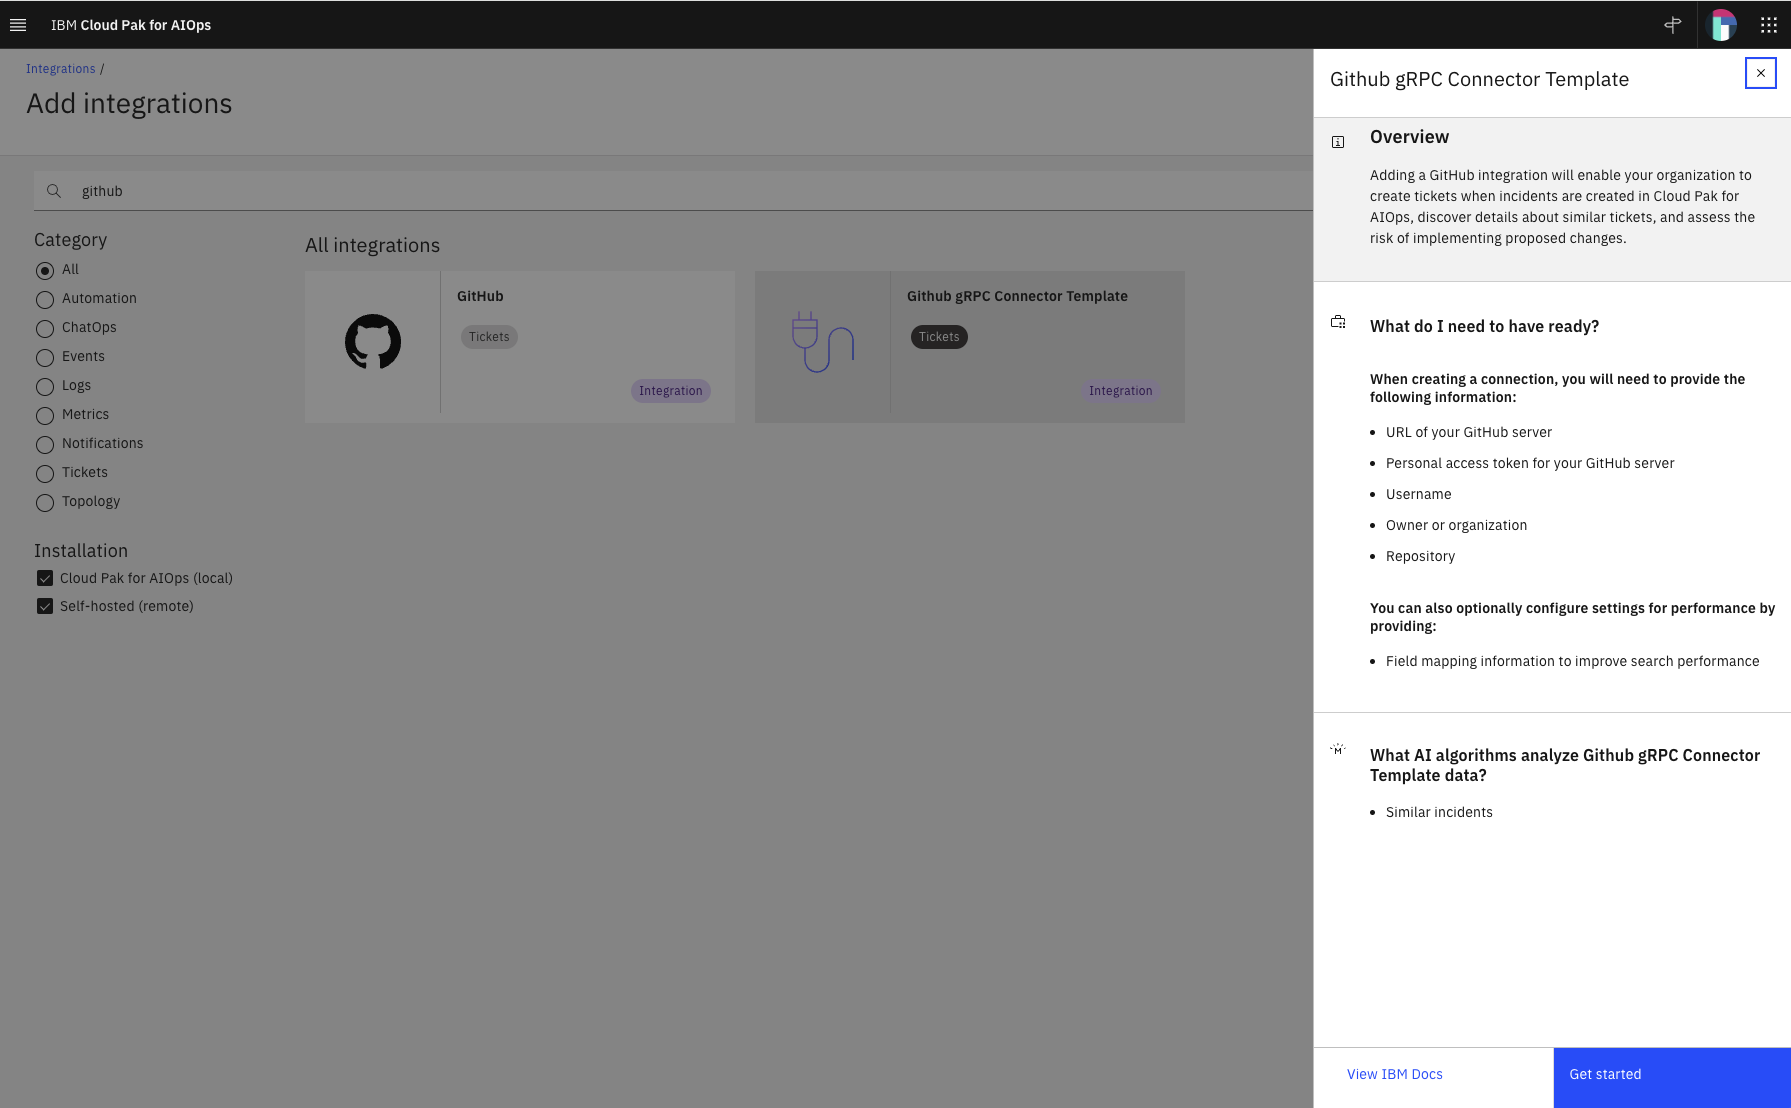 IBM Cloud Pak for AIOps
Integrations /
Add integrations
github
Category
All
Automation
ChatOps
Events
Logs
Metrics
Notifications
Tickets
Topology
Installation
Cloud Pak for AIOps (local)
Self-hosted (remote)
All integrations
GitHub
Tickets
Integration
Github gRPC Connector Template
Tickets
Integration
Github gRPC Connector Template
Overview
Adding a GitHub integration will enable your organization to
create tickets when incidents are created in Cloud Pak for
AIOps, discover details about similar tickets, and assess the
risk of implementing proposed changes.
What do I need to have ready?
When creating a connection, you will need to provide the
following information:
• URL of your GitHub server
• Personal access token for your GitHub server
• Username
• Owner or organization
• Repository
You can also optionally configure settings for performance by
providing:
• Field mapping information to improve search performance
What AI algorithms analyze Github gRPC Connector
Template data?
• Similar incidents
View IBM Docs
Get started